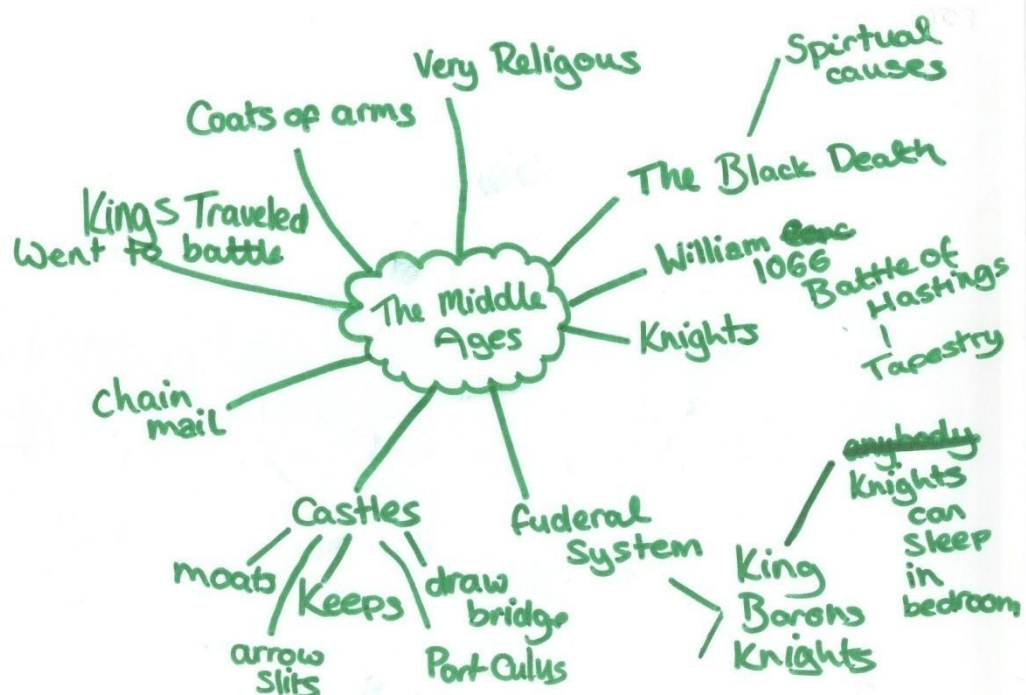 The Middle
Ages
Very Religous
Spirtual
causes
The Black Death
William
1066
Battle of
Hastings
Tapestry
Knights
fuderal
System
King
Barons
Knights
anybody
Knights
can
sleep
in
bedroom
Castles
moats
arrow
slits
Keeps
Port Culus
draw
bridge
chain
mail
Kings Traveled
Went to battle
Coats of arms